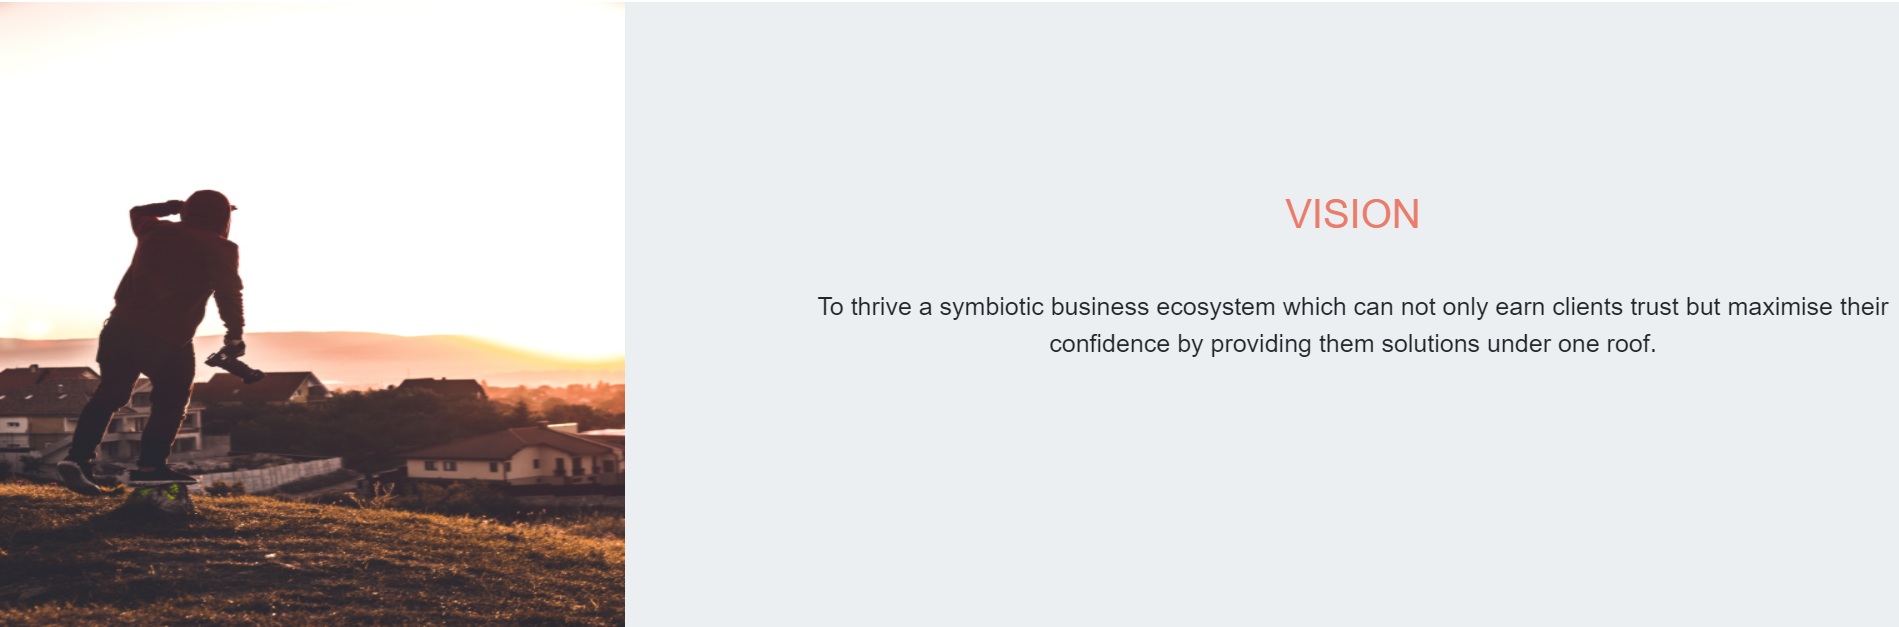 VISION
To thrive a symbiotic business ecosystem which can not only earn clients trust but maximise their
confidence by providing them solutions under one roof.